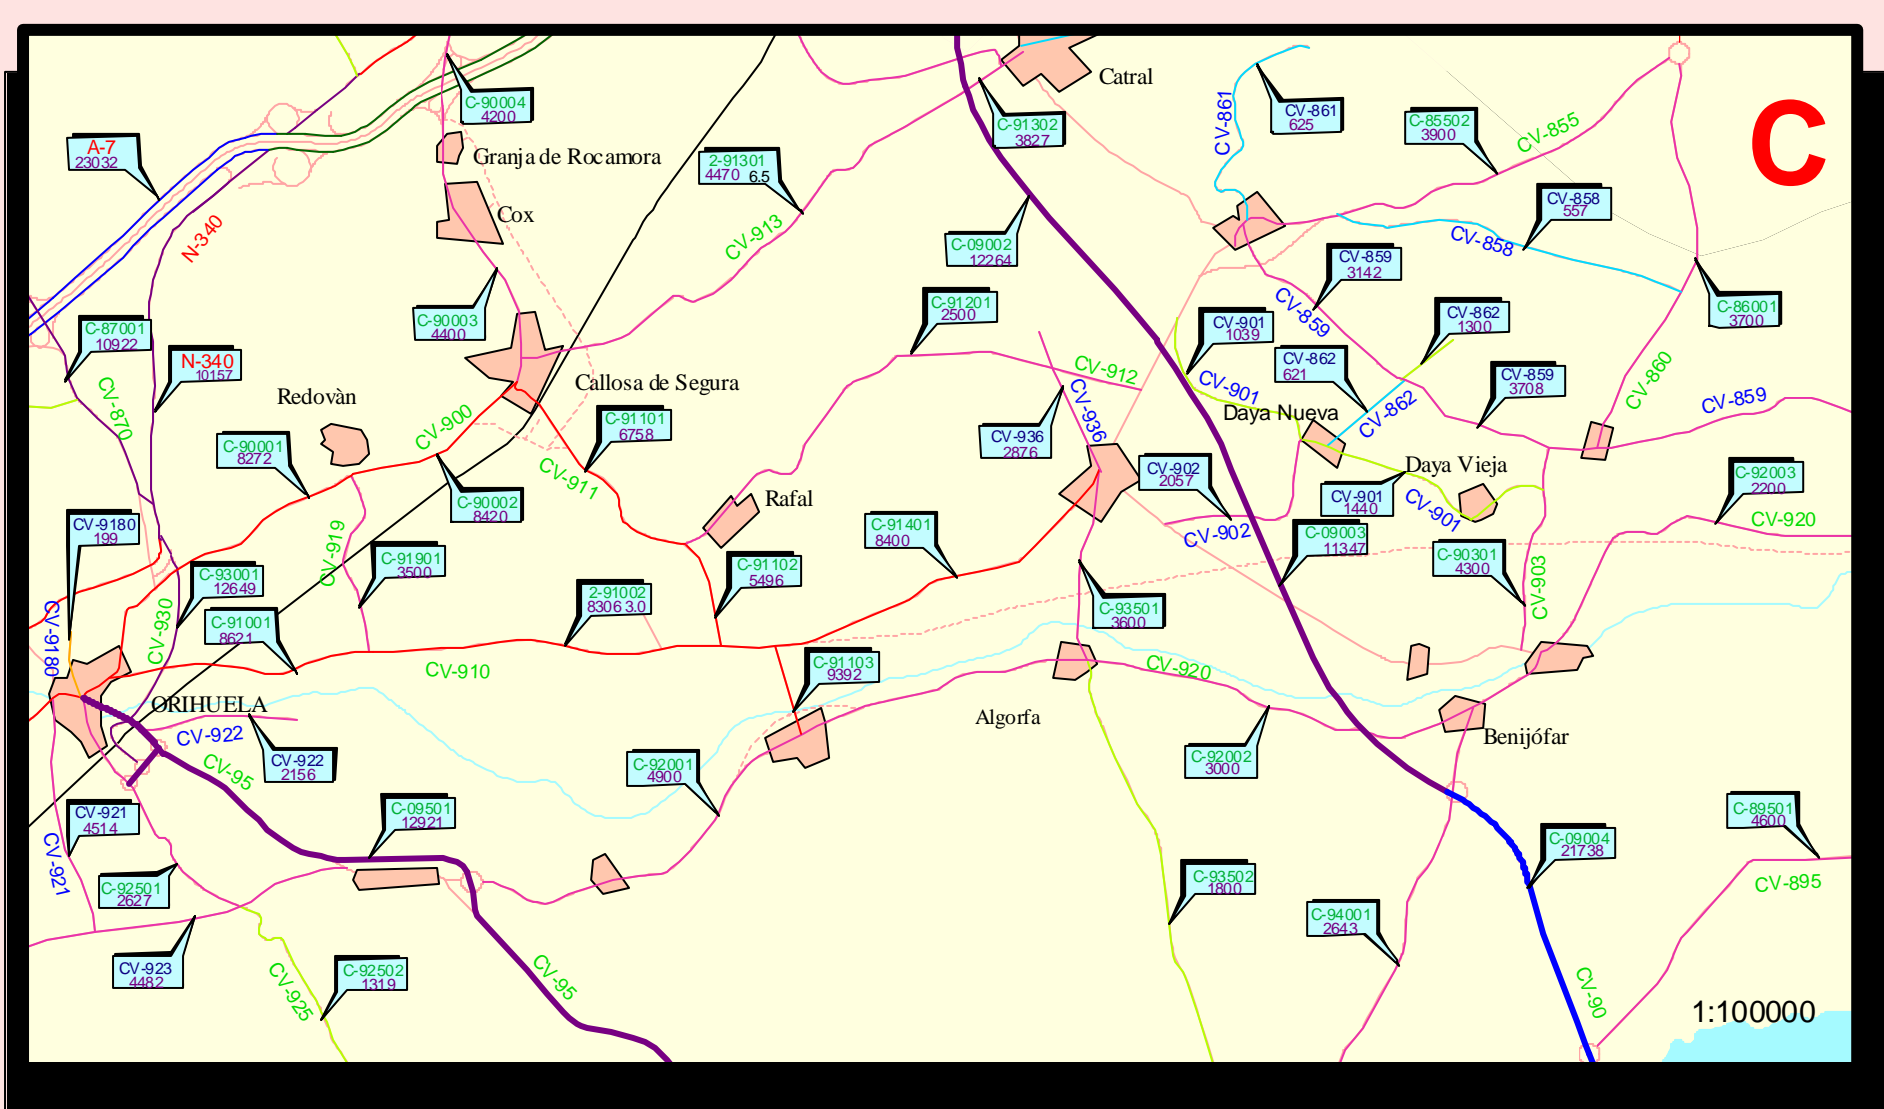 C-90004
4200
Catral
C-91302
3827
CV-861
CV-861
625
C-85502
3900
CV-855
C
A-7
23032
Granja de Rocamora
2-91301
4470 6.5
Cox
N-340
CV-913
C-09002
12264
CV-858
557
CV-858
CV-859
3142
C-90003
4400
C-91201
2500
CV-859
CV-862
1300
C-86001
3700
C-87001
10922
CV-901
1039
N-340
10157
CV-862
621
CV-912
CV-859
3708
CV-860
CV-859
Redovàn
Callosa de Segura
CV-870
CV-900
CV-936
CV-901
Daya Nueva
CV-862
C-91101
6758
CV-936
2876
C-90001
8272
CV-911
C-90002
8420
Rafal
CV-902
2057
Daya Vieja
CV-901
1440
CV-901
C-92003
2200
CV-920
CV-9180
199
CV-919
C-91401
8400
CV-902
C-09003
11347
C-91901
3500
C-91102
5496
C-90301
4300
CV-903
C-93001
12649
2-91002
8306 3.0
C-93501
3600
CV-9180
CV-930
C-91001
8621
CV-910
C-91103
9392
CV-920
ORIHUELA
Algorfa
Benijófar
CV-922
CV-922
2156
CV-95
C-92001
4900
C-92002
3000
CV-921
4514
C-09501
12921
C-89501
4600
C-09004
21738
CV-921
C-92501
2627
C-93502
1800
CV-895
C-94001
2643
CV-923
4482
CV-925
C-92502
1319
CV-95
CV-90
1:100000